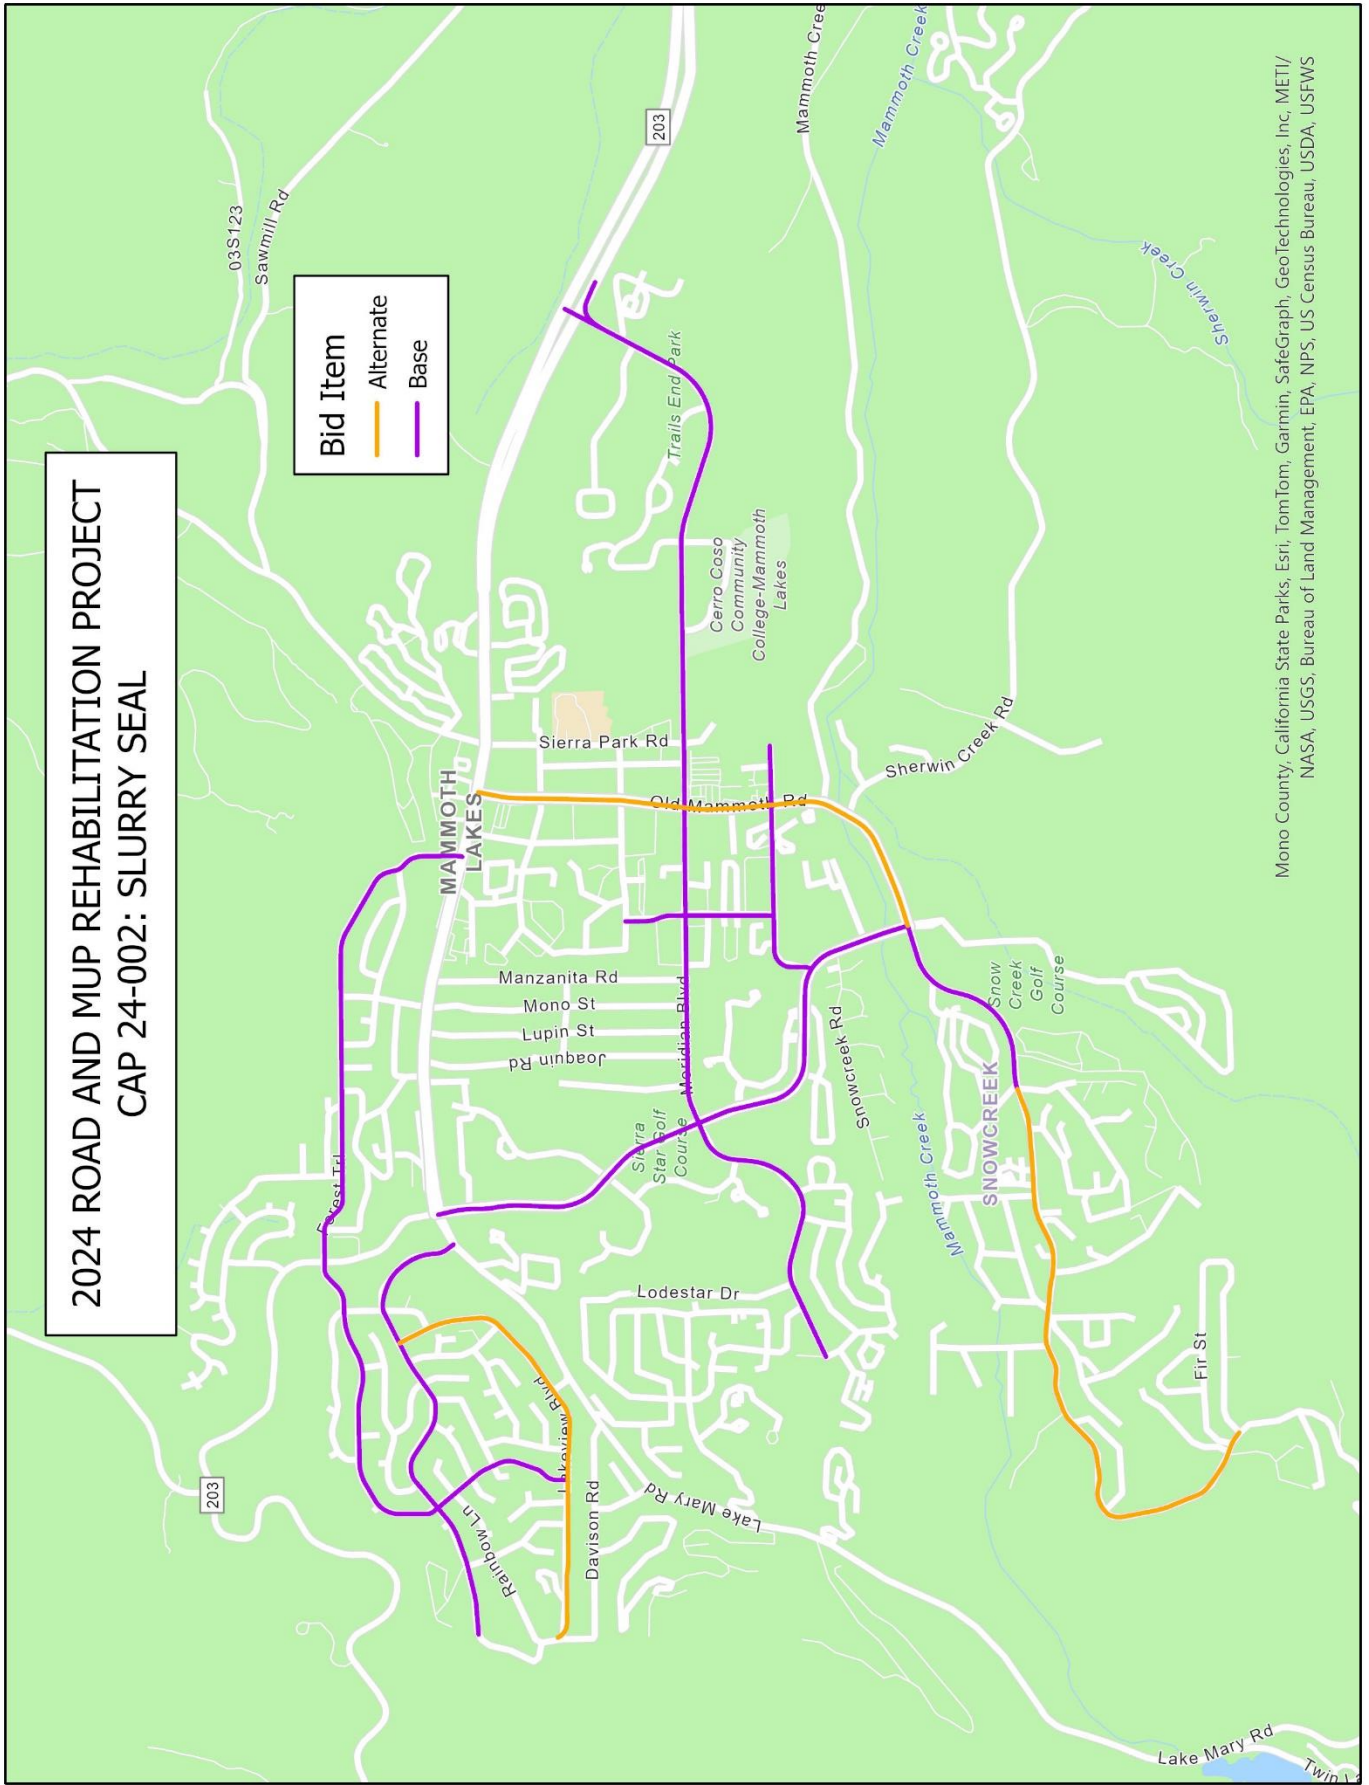 2024 ROAD AND MUP REHABILITATION PROJECT
CAP 24-002: SLURRY SEAL
Bid Item
Alternate
Base
03S123
Sawmill Rd
203
203
Mammoth Cree
Mammoth Creek
Sherwin Creek
Trails End Park
Cerro Coso
Community
College-Mammoth
Lakes
Sierra Park Rd
MAMMOTH
LAKES
Old Mammoth Rd
Sherwin Creek Rd
Manzanita Rd
Mono St
Lupin St
Joaquin Rd
Meridian Blvd
Snow
Creek
Golf
Course
Snowcreek Rd
SNOWCREEK
Mammoth Creek
Sierra
Star Golf
Course
Forest Trl
Lodestar Dr
Fir St
Lakeview Blvd
Rainbow Ln
Davison Rd
Lake Mary Rd
Lake Mary Rd
Twin La
Mono County, California State Parks, Esri, TomTom, Garmin, SafeGraph, GeoTechnologies, Inc, METI/
NASA, USGS, Bureau of Land Management, EPA, NPS, US Census Bureau, USDA, USFWS